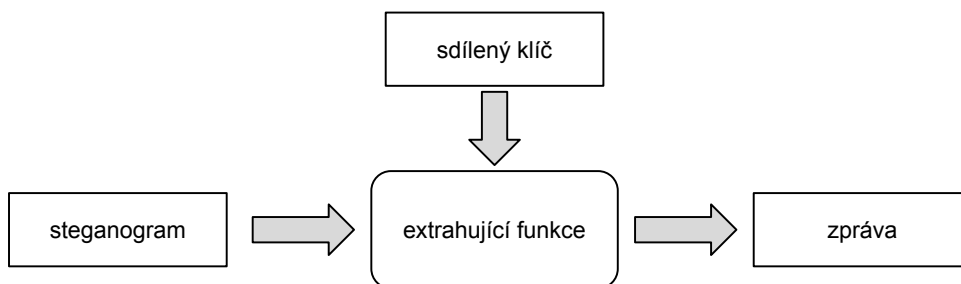 sdílený klíč
steganogram
extrahující funkce
zpráva